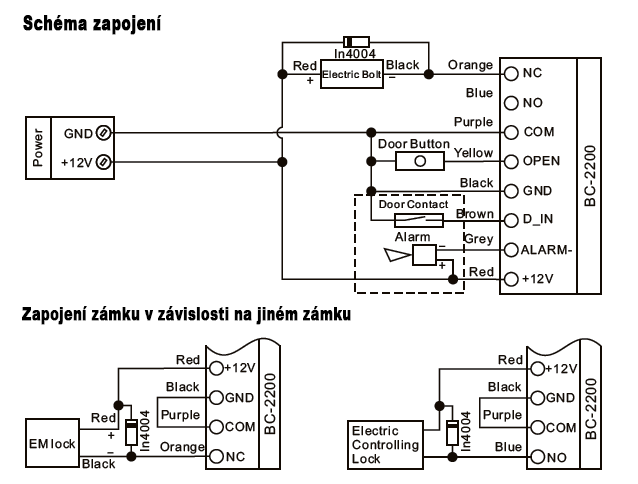 Schéma zapojení
In4004
Red
+
Electric Bolt
Black
−
Orange
NC
Blue
NO
Power
GND
+12V
Purple
COM
Door Button
Yellow
OPEN
Black
GND
BC-2200
Door Contact
Brown
D_IN
Alarm
−
+
Grey
ALARM-
Red
+12V
Zapojení zámku v závislosti na jiném zámku
Red
+12V
Black
GND
Purple
COM
BC-2200
EM lock
Red
+
−
Black
In4004
Orange
NC
Red
+12V
Black
GND
Purple
COM
BC-2200
Electric
Controlling
Lock
In4004
Blue
NO